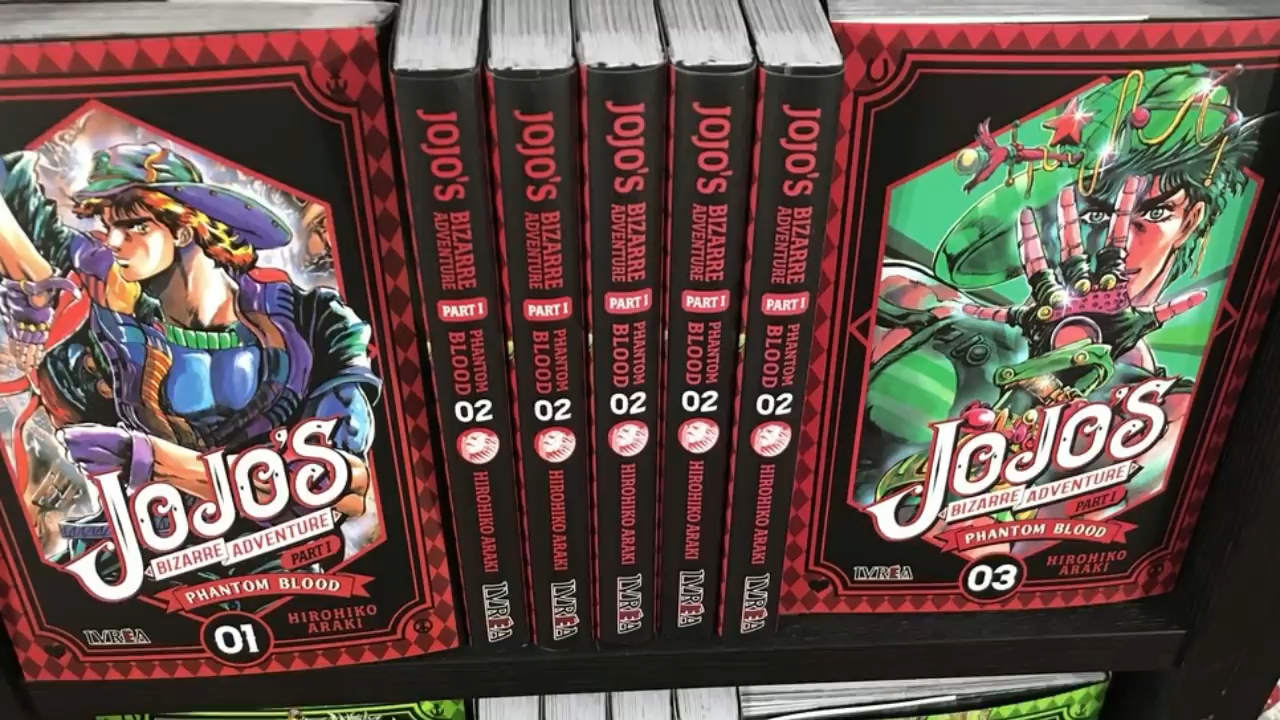 JOJO'S
BIZARRE ADVENTURE
PART I
PHANTOM BLOOD
HIROHIKO
ARAKI
IVREA
01
JOJO'S BIZARRE ADVENTURE PART I PHANTOM BLOOD 02 HIROHIKO ARAKI IVREA
JOJO'S BIZARRE ADVENTURE PART I PHANTOM BLOOD 02 HIROHIKO ARAKI IVREA
JOJO'S BIZARRE ADVENTURE PART I PHANTOM BLOOD 02 HIROHIKO ARAKI IVREA
JOJO'S BIZARRE ADVENTURE PART I PHANTOM BLOOD 02 HIROHIKO ARAKI IVREA
JOJO'S BIZARRE ADVENTURE PART I PHANTOM BLOOD 02 HIROHIKO ARAKI IVREA
JOJO'S
BIZARRE ADVENTURE
PART I
PHANTOM BLOOD
HIROHIKO
ARAKI
IVREA
03